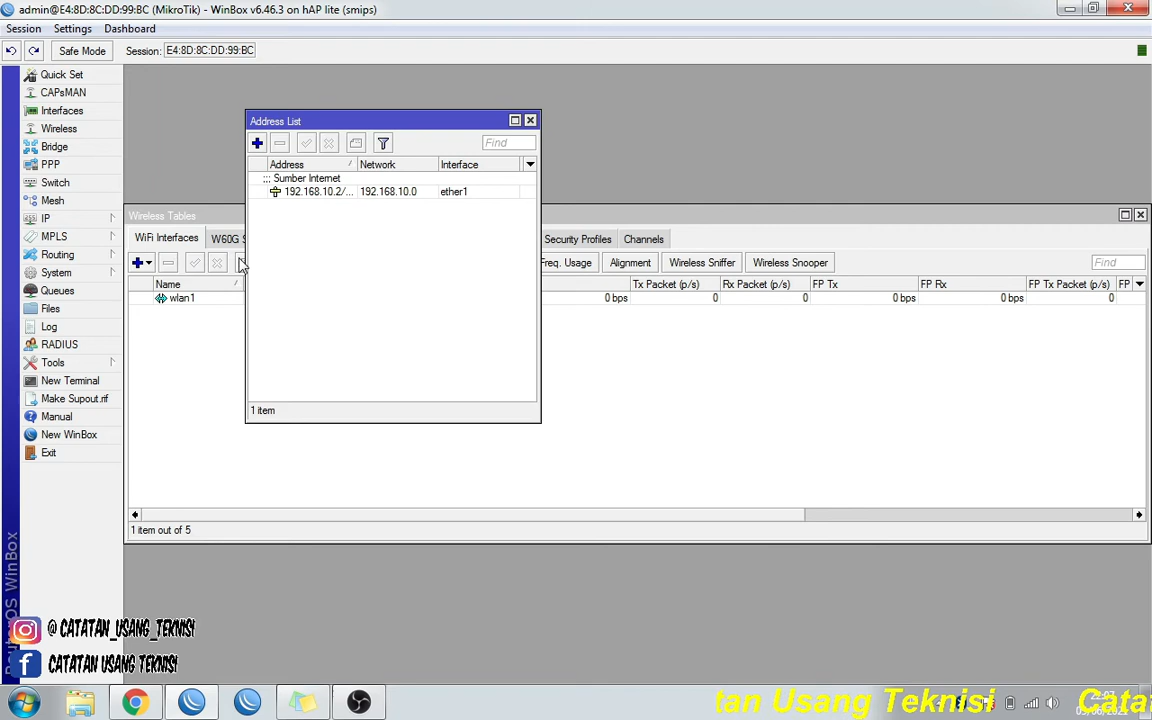 admin@E4:8D:8C:DD:99:BC (MikroTik) - WinBox v6.46.3 on hAP lite (smips)
Session Settings Dashboard
Safe Mode Session: E4:8D:8C:DD:99:BC
Quick Set
CAPsMAN
Interfaces
Wireless
Bridge
PPP
Switch
Mesh
IP
MPLS
Routing
System
Queues
Files
Log
RADIUS
Tools
New Terminal
Make Supout.rif
Manual
New WinBox
Exit
Address List
Find
Address Network Interface
::: Sumber Internet
192.168.10.2/... 192.168.10.0 ether1
1 item
Wireless Tables
WiFi Interfaces W60G S Security Profiles Channels
Freq. Usage Alignment Wireless Sniffer Wireless Snooper Find
Name Tx Packet (p/s) Rx Packet (p/s) FP Tx FP Rx FP Tx Packet (p/s) FP
wlan1 0 bps 0 0 0 bps 0 bps 0
1 item out of 5
RouterOS WinBox
@ CATATAN_USANG_TEKNISI
CATATAN USANG TEKNISI
tan Usang Teknisi Cata